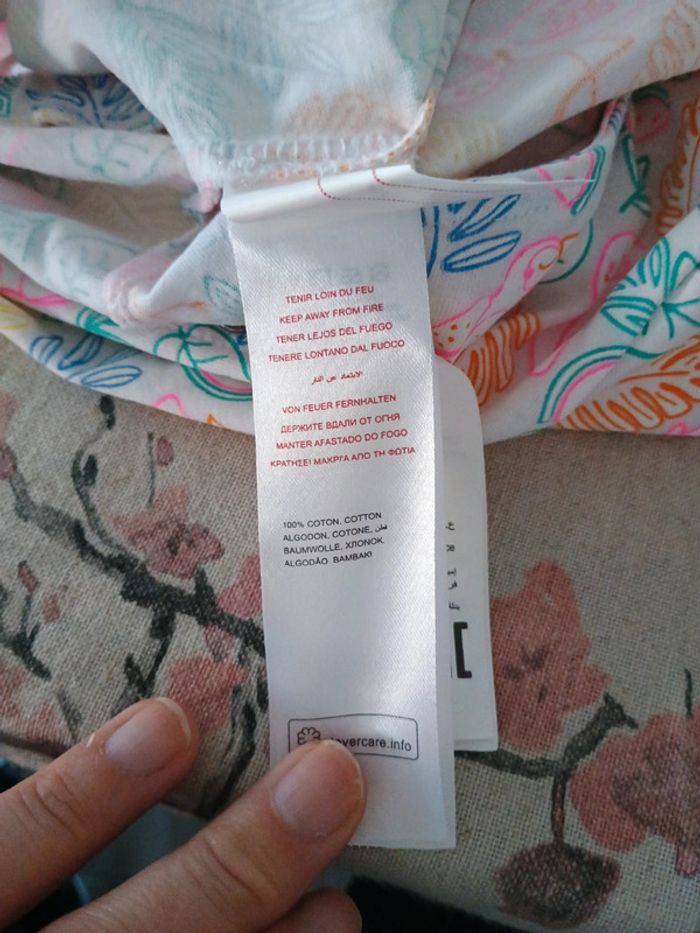 TENIR LOIN DU FEU
KEEP AWAY FROM FIRE
TENER LEJOS DEL FUEGO
TENERE LONTANO DAL FUOCO
الابتعاد عن النار
VON FEUER FERNHALTEN
ДЕРЖИТЕ ВДАЛИ ОТ ОГНЯ
MANTER AFASTADO DO FOGO
ΚΡΑΤΗΣΕΙ ΜΑΚΡΓΑ ΑΠΟ ΤΗ ΦΩΤΙΑ
100% COTON. COTTON
ALGODON, COTONE, قطن
BAUMWOLLE, ХЛОПОК,
ALGODÃO BAMBAKI